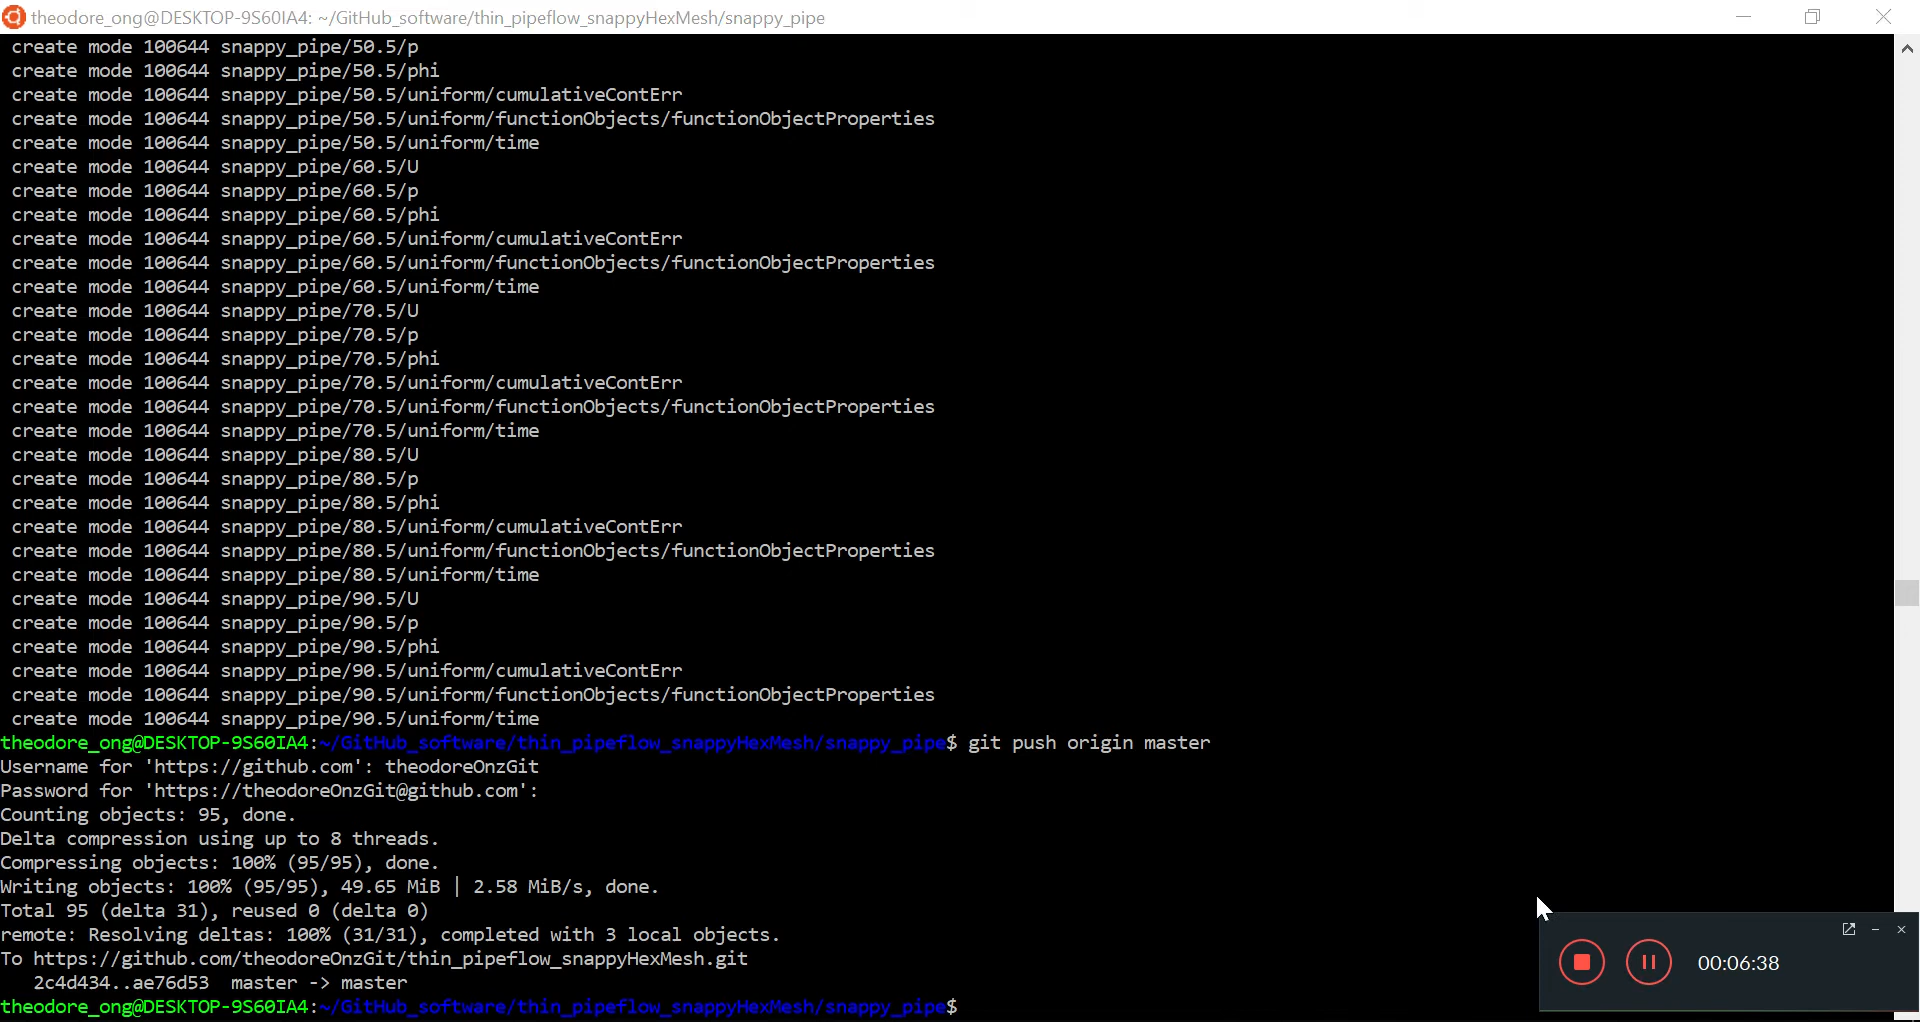 theodore_ong@DESKTOP-9S60IA4: ~/GitHub_software/thin_pipeflow_snappyHexMesh/snappy_pipe
create mode 100644 snappy_pipe/50.5/p
create mode 100644 snappy_pipe/50.5/phi
create mode 100644 snappy_pipe/50.5/uniform/cumulativeContErr
create mode 100644 snappy_pipe/50.5/uniform/functionObjects/functionObjectProperties
create mode 100644 snappy_pipe/50.5/uniform/time
create mode 100644 snappy_pipe/60.5/U
create mode 100644 snappy_pipe/60.5/p
create mode 100644 snappy_pipe/60.5/phi
create mode 100644 snappy_pipe/60.5/uniform/cumulativeContErr
create mode 100644 snappy_pipe/60.5/uniform/functionObjects/functionObjectProperties
create mode 100644 snappy_pipe/60.5/uniform/time
create mode 100644 snappy_pipe/70.5/U
create mode 100644 snappy_pipe/70.5/p
create mode 100644 snappy_pipe/70.5/phi
create mode 100644 snappy_pipe/70.5/uniform/cumulativeContErr
create mode 100644 snappy_pipe/70.5/uniform/functionObjects/functionObjectProperties
create mode 100644 snappy_pipe/70.5/uniform/time
create mode 100644 snappy_pipe/80.5/U
create mode 100644 snappy_pipe/80.5/p
create mode 100644 snappy_pipe/80.5/phi
create mode 100644 snappy_pipe/80.5/uniform/cumulativeContErr
create mode 100644 snappy_pipe/80.5/uniform/functionObjects/functionObjectProperties
create mode 100644 snappy_pipe/80.5/uniform/time
create mode 100644 snappy_pipe/90.5/U
create mode 100644 snappy_pipe/90.5/p
create mode 100644 snappy_pipe/90.5/phi
create mode 100644 snappy_pipe/90.5/uniform/cumulativeContErr
create mode 100644 snappy_pipe/90.5/uniform/functionObjects/functionObjectProperties
create mode 100644 snappy_pipe/90.5/uniform/time
theodore_ong@DESKTOP-9S60IA4:~/GitHub_software/thin_pipeflow_snappyHexMesh/snappy_pipe$ git push origin master
Username for 'https://github.com': theodoreOnzGit
Password for 'https://theodoreOnzGit@github.com':
Counting objects: 95, done.
Delta compression using up to 8 threads.
Compressing objects: 100% (95/95), done.
Writing objects: 100% (95/95), 49.65 MiB | 2.58 MiB/s, done.
Total 95 (delta 31), reused 0 (delta 0)
remote: Resolving deltas: 100% (31/31), completed with 3 local objects.
To https://github.com/theodoreOnzGit/thin_pipeflow_snappyHexMesh.git
2c4d434..ae76d53  master -> master
theodore_ong@DESKTOP-9S60IA4:~/GitHub_software/thin_pipeflow_snappyHexMesh/snappy_pipe$
00:06:38